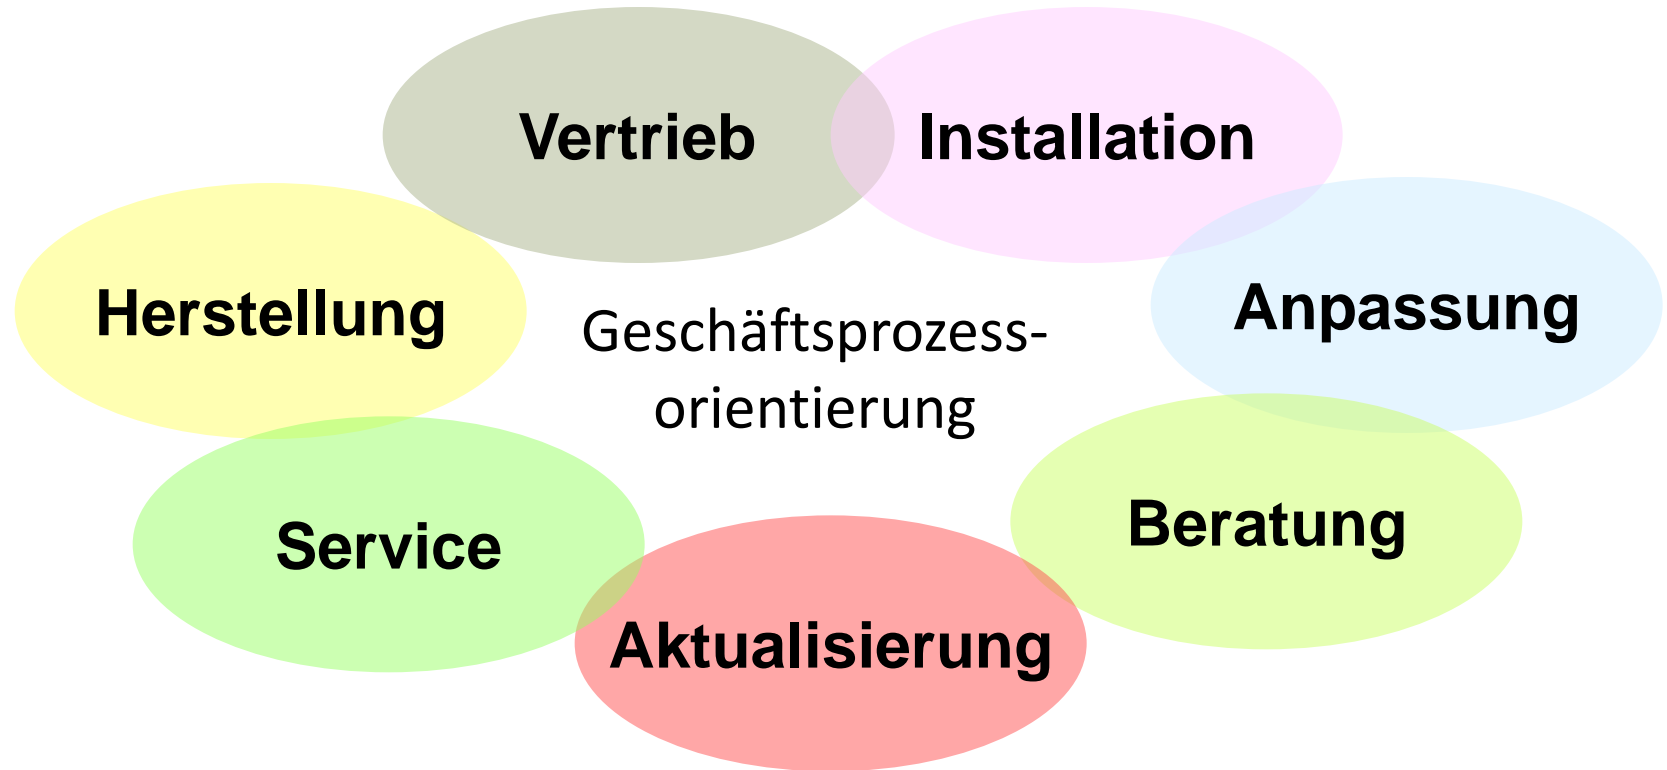 Vertrieb
Installation
Herstellung
Anpassung
Geschäftsprozess-
orientierung
Service
Beratung
Aktualisierung